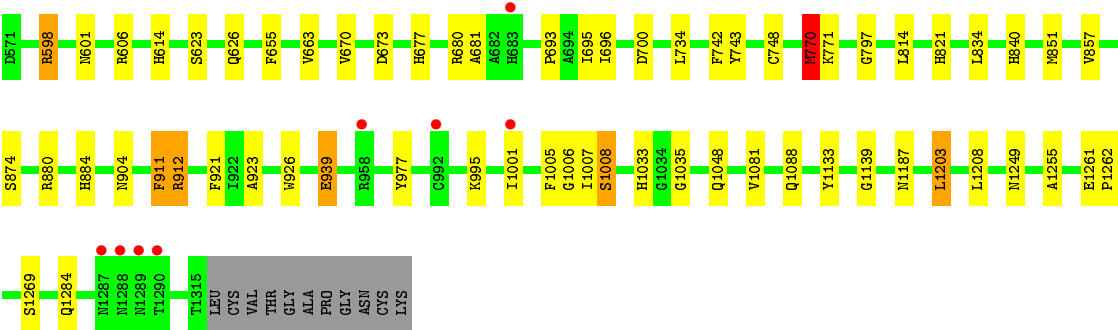 D571 R598 N601 R606 H614 S623 Q626 F655 V663 V670 D673 H677 R680 A681 A682 H683 P693 A694 I695 I696 D700 L734 F742 Y743 C748 M770 K771 G797 L814 H821 L834 H840 M851 V857
S874 R880 H884 N904 F911 R912 F921 I922 A923 W926 E939 R958 Y977 C992 K995 I1001 F1005 G1006 I1007 S1008 H1033 G1034 G1035 Q1048 V1081 Q1088 Y1133 G1139 N1187 L1203 L1208 N1249 A1255 E1261 P1262
S1269 Q1284 N1287 N1288 N1289 T1290 T1315 LEU CYS VAL THR GLY ALA PRO GLY ASN CYS LYS